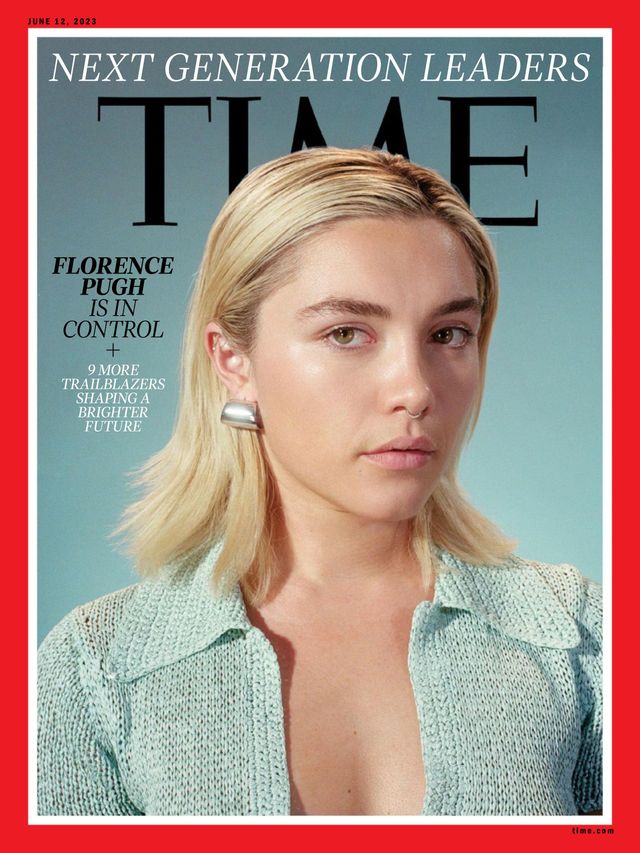 JUNE 12, 2023
NEXT GENERATION LEADERS
TIME
FLORENCE
PUGH
IS IN
CONTROL
+
9 MORE
TRAILBLAZERS
SHAPING A
BRIGHTER
FUTURE
time.com